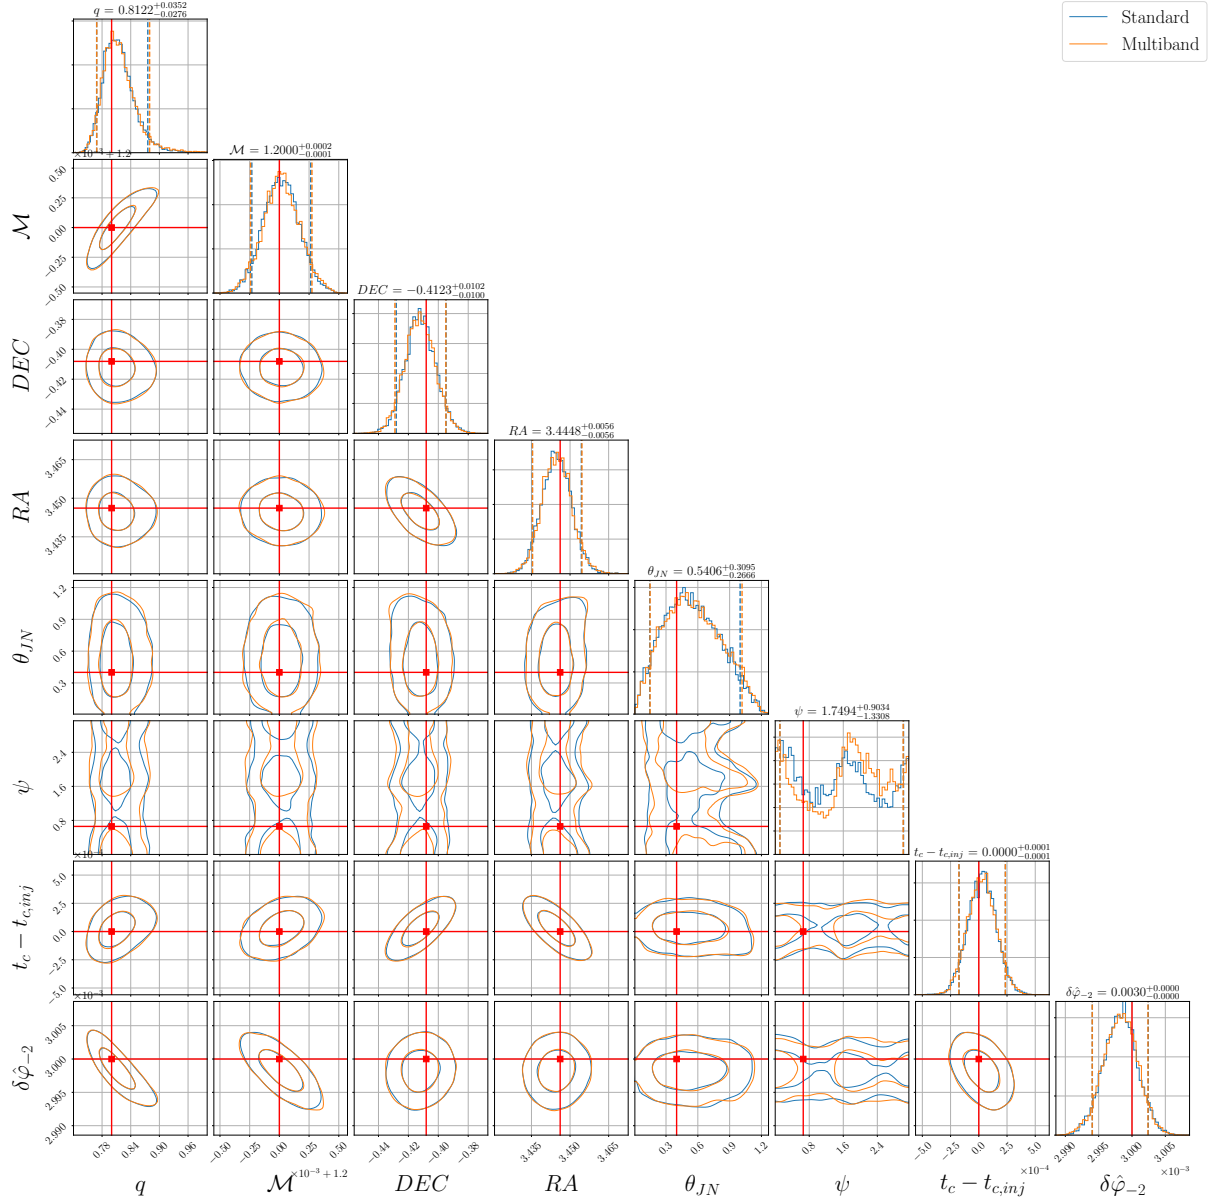 Standard
Multiband
q = 0.8122^{+0.0352}_{-0.0276}
×10^{-3} + 1.2
M = 1.2000^{+0.0002}_{-0.0001}
0.50
0.25
0.00
−0.25
−0.50
M
DEC = −0.4123^{+0.0102}_{-0.0100}
−0.38
−0.40
−0.42
−0.44
DEC
RA = 3.4448^{+0.0056}_{-0.0056}
3.465
3.450
3.435
RA
θ_{JN} = 0.5406^{+0.3095}_{-0.2666}
1.2
0.9
0.6
0.3
θ_{JN}
ψ = 1.7494^{+0.9034}_{-1.3308}
2.4
1.6
0.8
ψ
t_c − t_{c,inj} = 0.0000^{+0.0001}_{-0.0001}
5.0
2.5
0.0
−2.5
−5.0
t_c − t_{c,inj}
×10^{-3}
δφ̂_{−2} = 0.0030^{+0.0000}_{-0.0000}
3.005
3.000
2.995
2.990
δφ̂_{−2}
0.78 0.84 0.90 0.96
−0.50 −0.25 0.00 0.25 0.50
−0.44 −0.42 −0.40 −0.38
3.435 3.450 3.465
0.3 0.6 0.9 1.2
0.8 1.6 2.4
−5.0 −2.5 0.0 2.5 5.0
2.990 2.995 3.000 3.005
×10^{-3} + 1.2
×10^{-4}
×10^{-3}
q M DEC RA θ_{JN} ψ t_c − t_{c,inj} δφ̂_{−2}